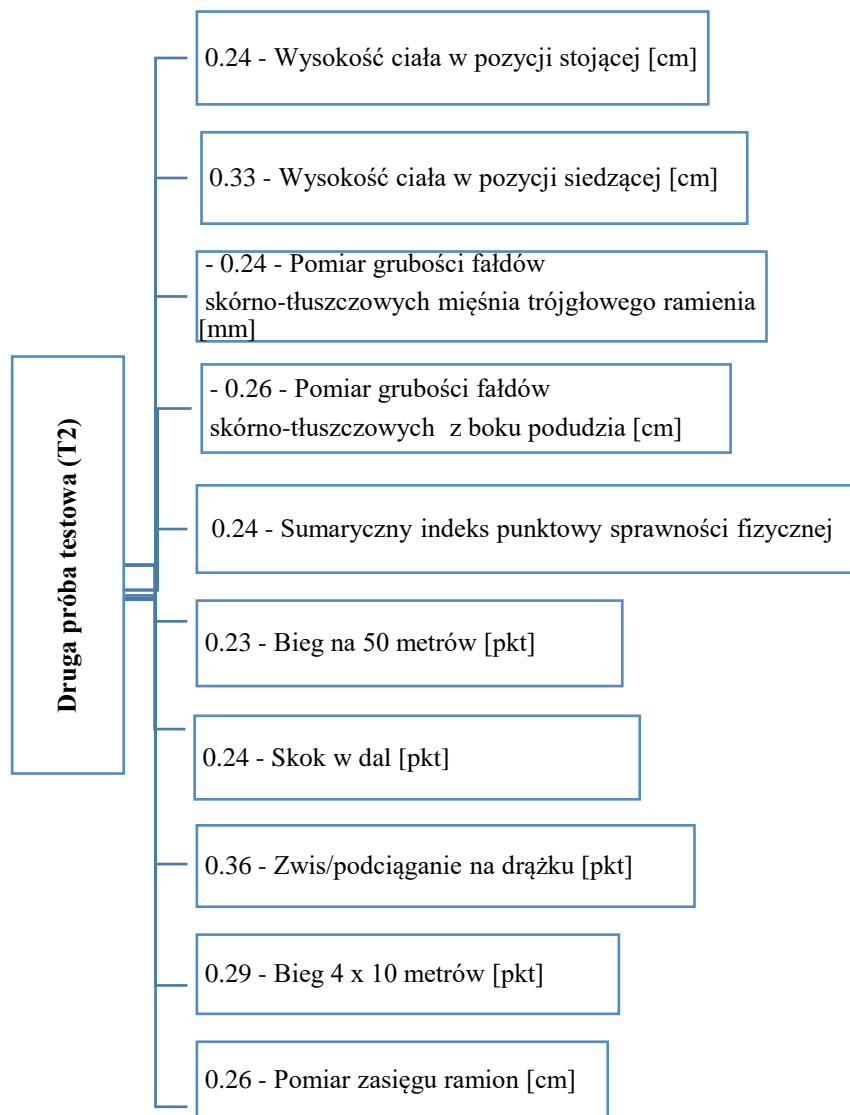 0.24 - Wysokość ciała w pozycji stojącej [cm]
0.33 - Wysokość ciała w pozycji siedzącej [cm]
- 0.24 - Pomiar grubości fałdów
skórno-tłuszczowych mięśnia trójgłowego ramienia
[mm]
- 0.26 - Pomiar grubości fałdów
skórno-tłuszczowych z boku podudzia [cm]
Druga próba testowa (T2)
0.24 - Sumaryczny indeks punktowy sprawności fizycznej
0.23 - Bieg na 50 metrów [pkt]
0.24 - Skok w dal [pkt]
0.36 - Zwis/podciąganie na drążku [pkt]
0.29 - Bieg 4 x 10 metrów [pkt]
0.26 - Pomiar zasięgu ramion [cm]